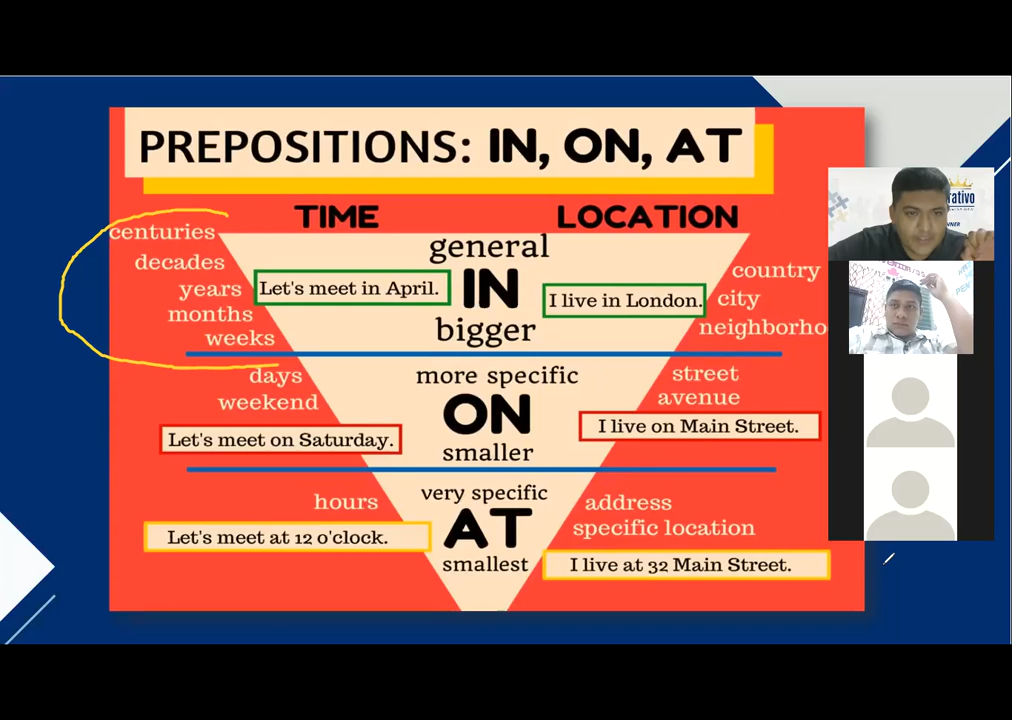 PREPOSITIONS: IN, ON, AT
TIME
LOCATION
centuries
decades
years
months
weeks
general
IN
bigger
Let's meet in April.
I live in London.
country
city
neighborho
days
weekend
Let's meet on Saturday.
more specific
ON
smaller
street
avenue
I live on Main Street.
hours
Let's meet at 12 o'clock.
very specific
AT
smallest
address
specific location
I live at 32 Main Street.